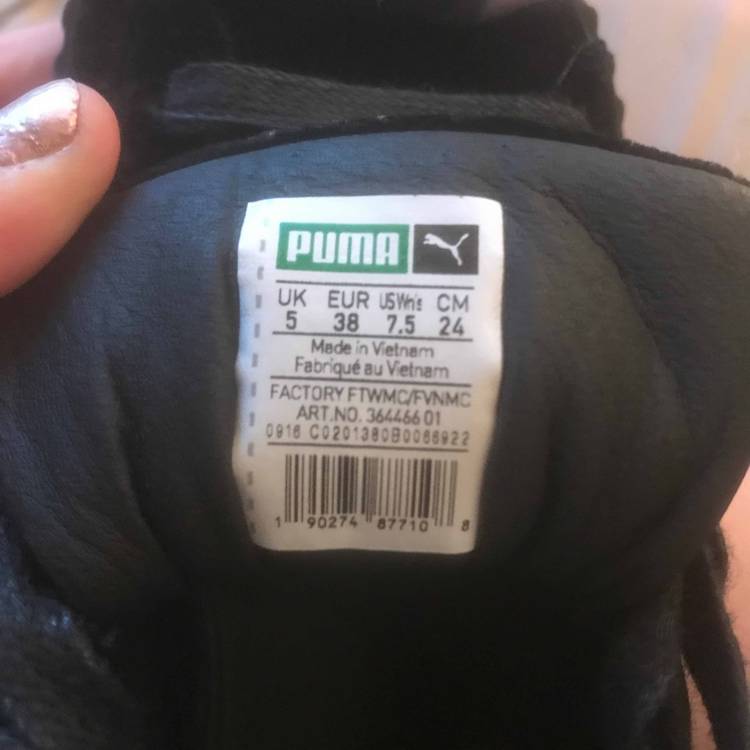 PUMA
UK EUR US Wn's CM
5 38 7.5 24
Made in Vietnam
Fabriqué au Vietnam
FACTORY FTWMC/FVNMC
ART.NO. 364466 01
0916 C0201380B0066922
1 90274 87710 8